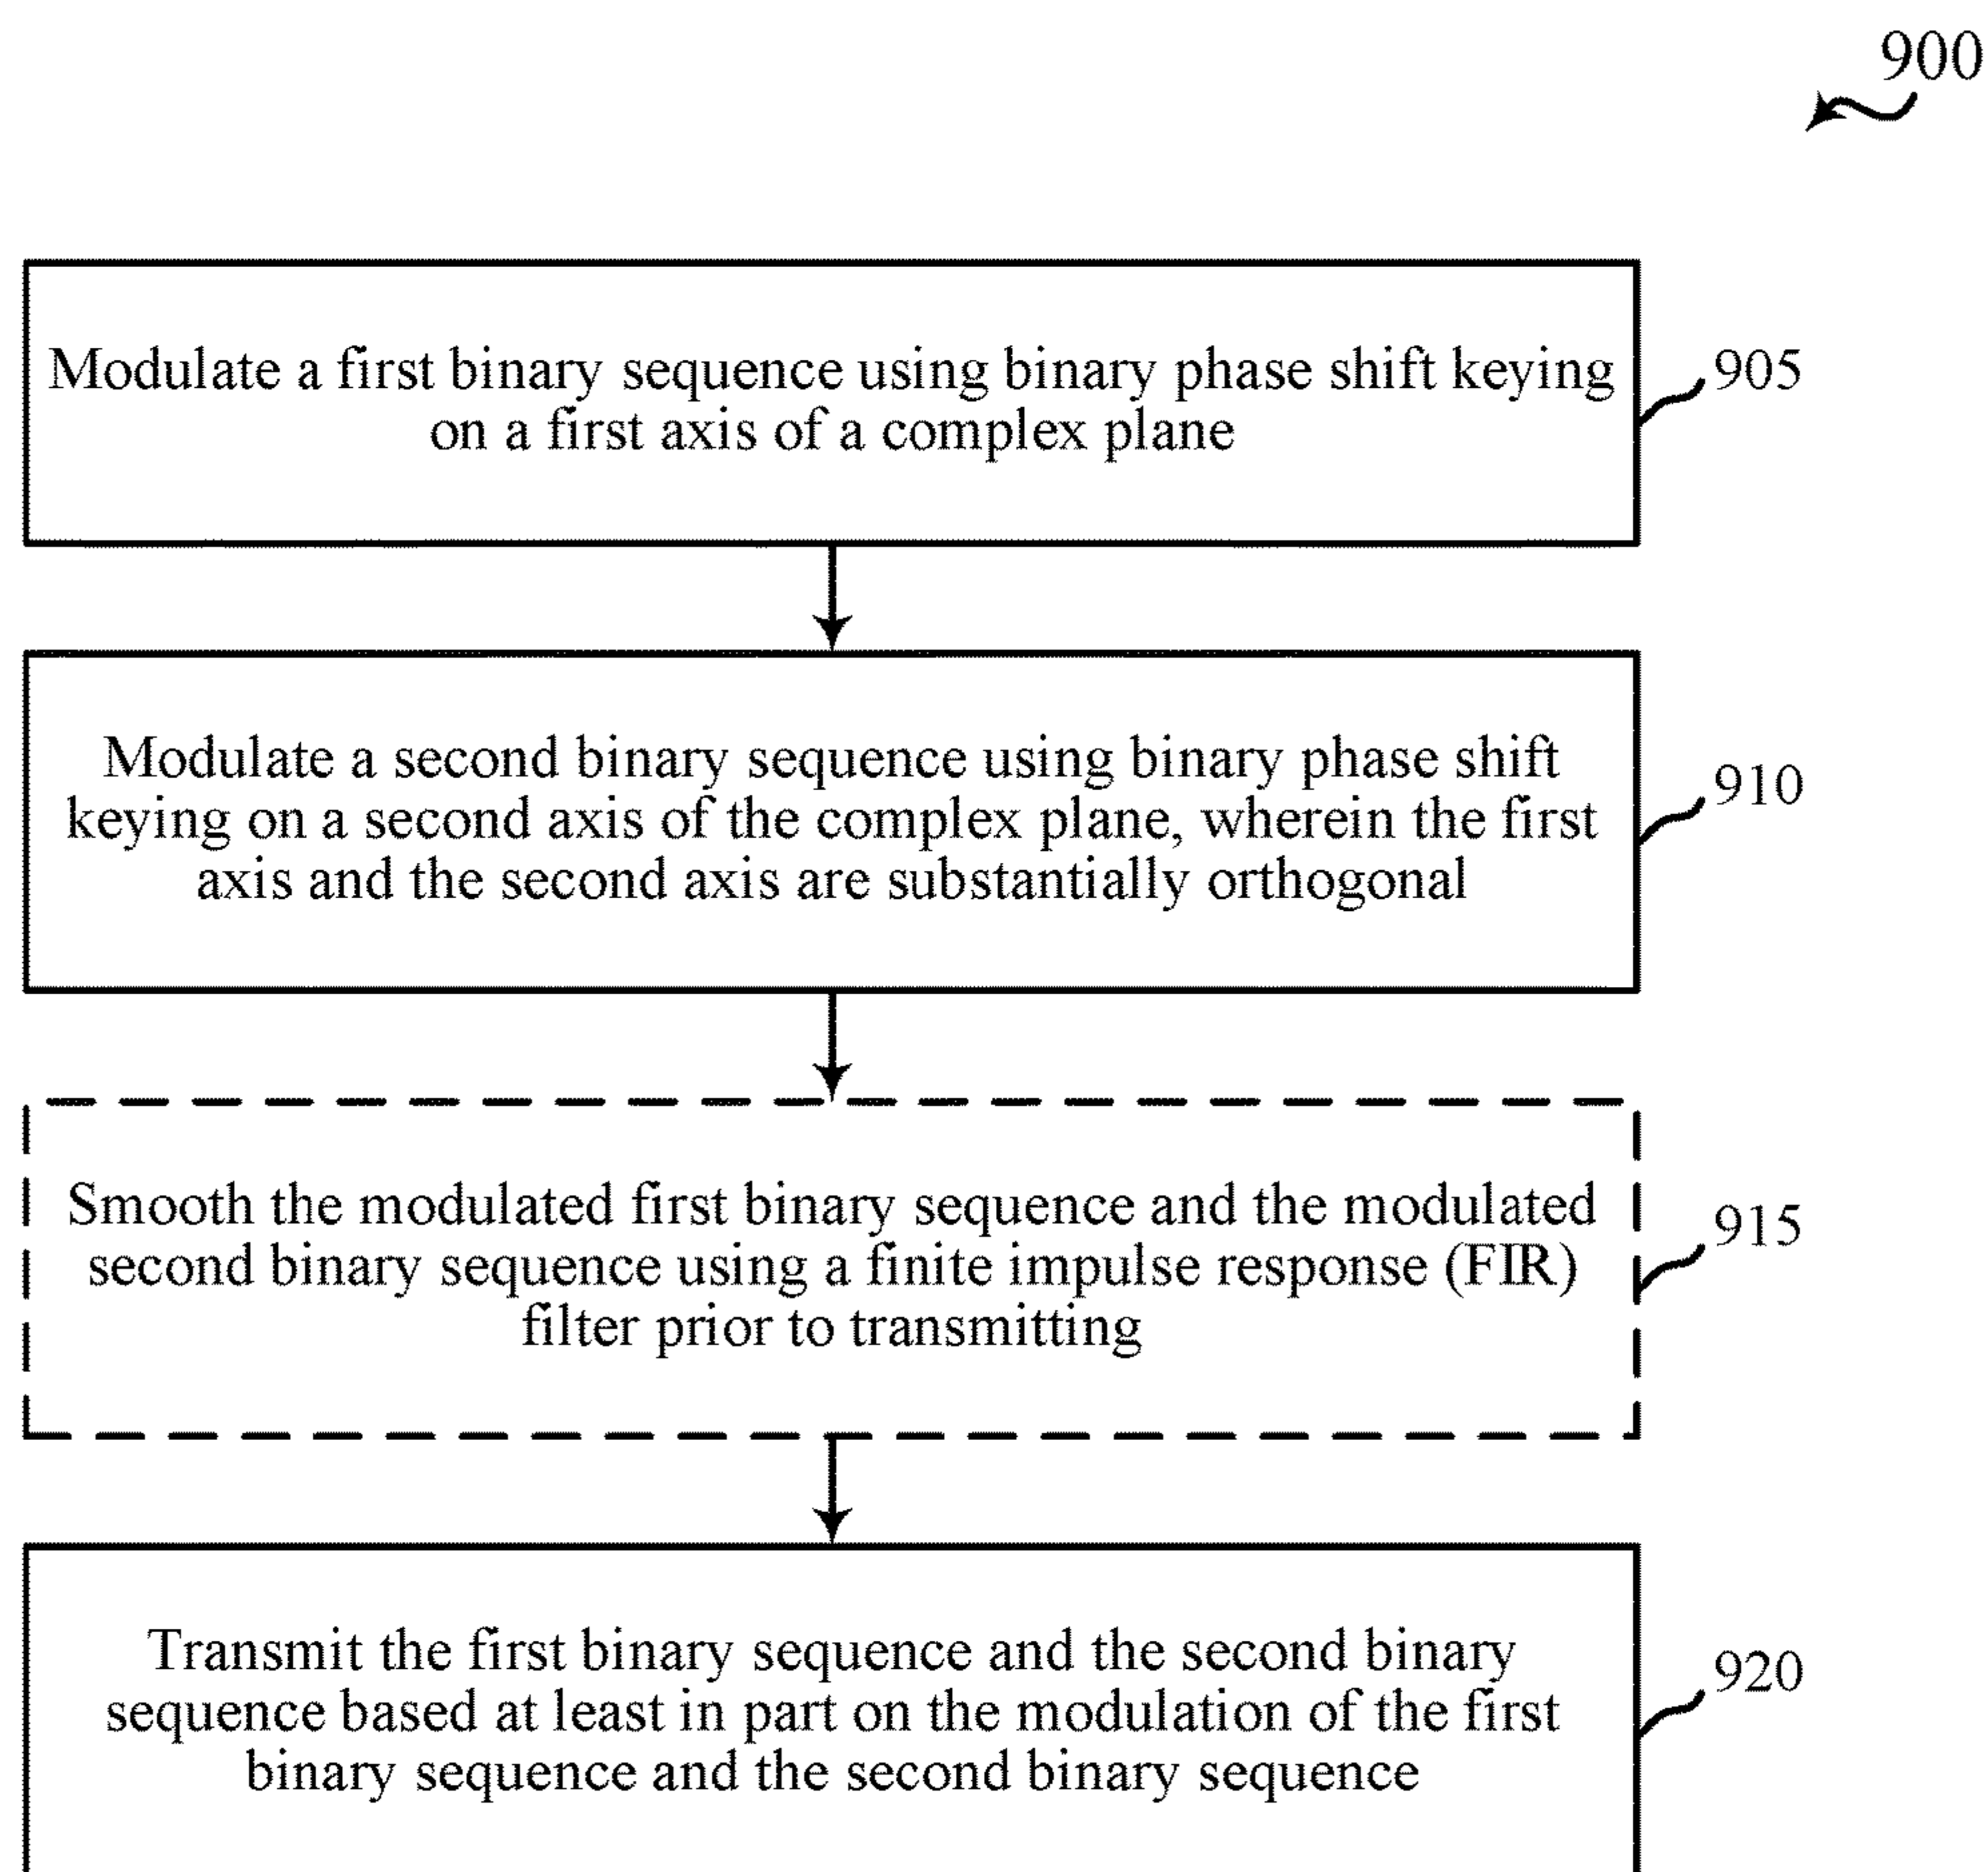 900
Modulate a first binary sequence using binary phase shift keying
on a first axis of a complex plane
905
Modulate a second binary sequence using binary phase shift
keying on a second axis of the complex plane, wherein the first
axis and the second axis are substantially orthogonal
910
Smooth the modulated first binary sequence and the modulated
second binary sequence using a finite impulse response (FIR)
filter prior to transmitting
915
Transmit the first binary sequence and the second binary
sequence based at least in part on the modulation of the first
binary sequence and the second binary sequence
920